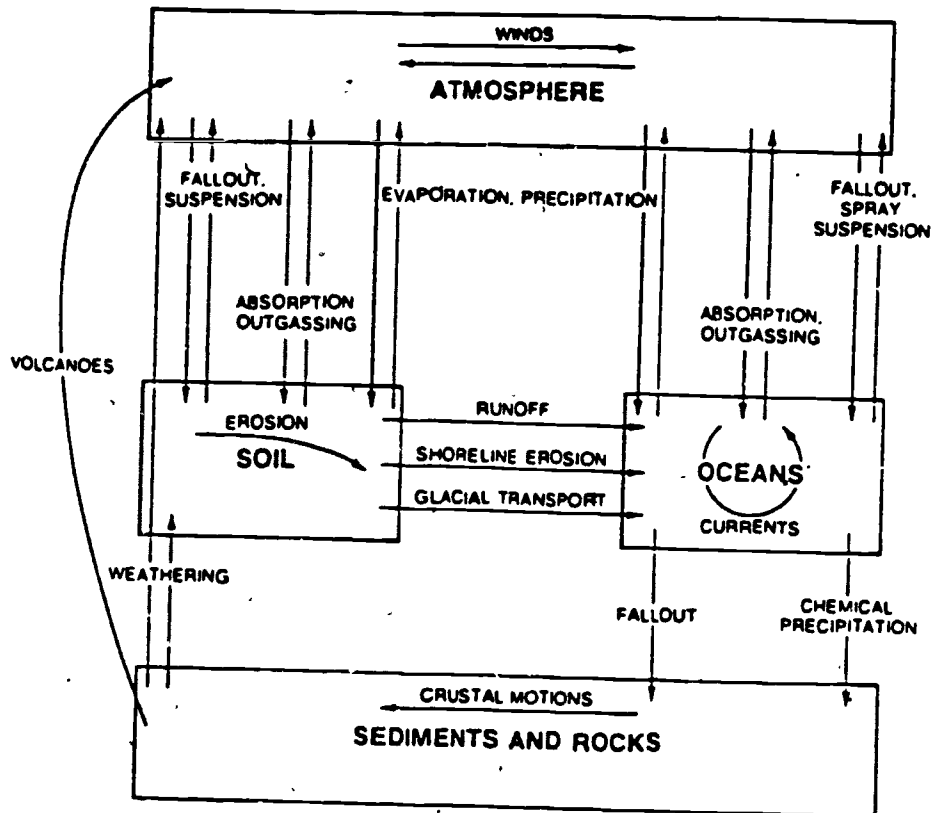 WINDS
ATMOSPHERE
FALLOUT,
SUSPENSION
EVAPORATION, PRECIPITATION
FALLOUT,
SPRAY
SUSPENSION
ABSORPTION
OUTGASSING
ABSORPTION,
OUTGASSING
VOLCANOES
EROSION
SOIL
RUNOFF
SHORELINE EROSION
GLACIAL TRANSPORT
OCEANS
CURRENTS
WEATHERING
FALLOUT
CHEMICAL
PRECIPITATION
CRUSTAL MOTIONS
SEDIMENTS AND ROCKS